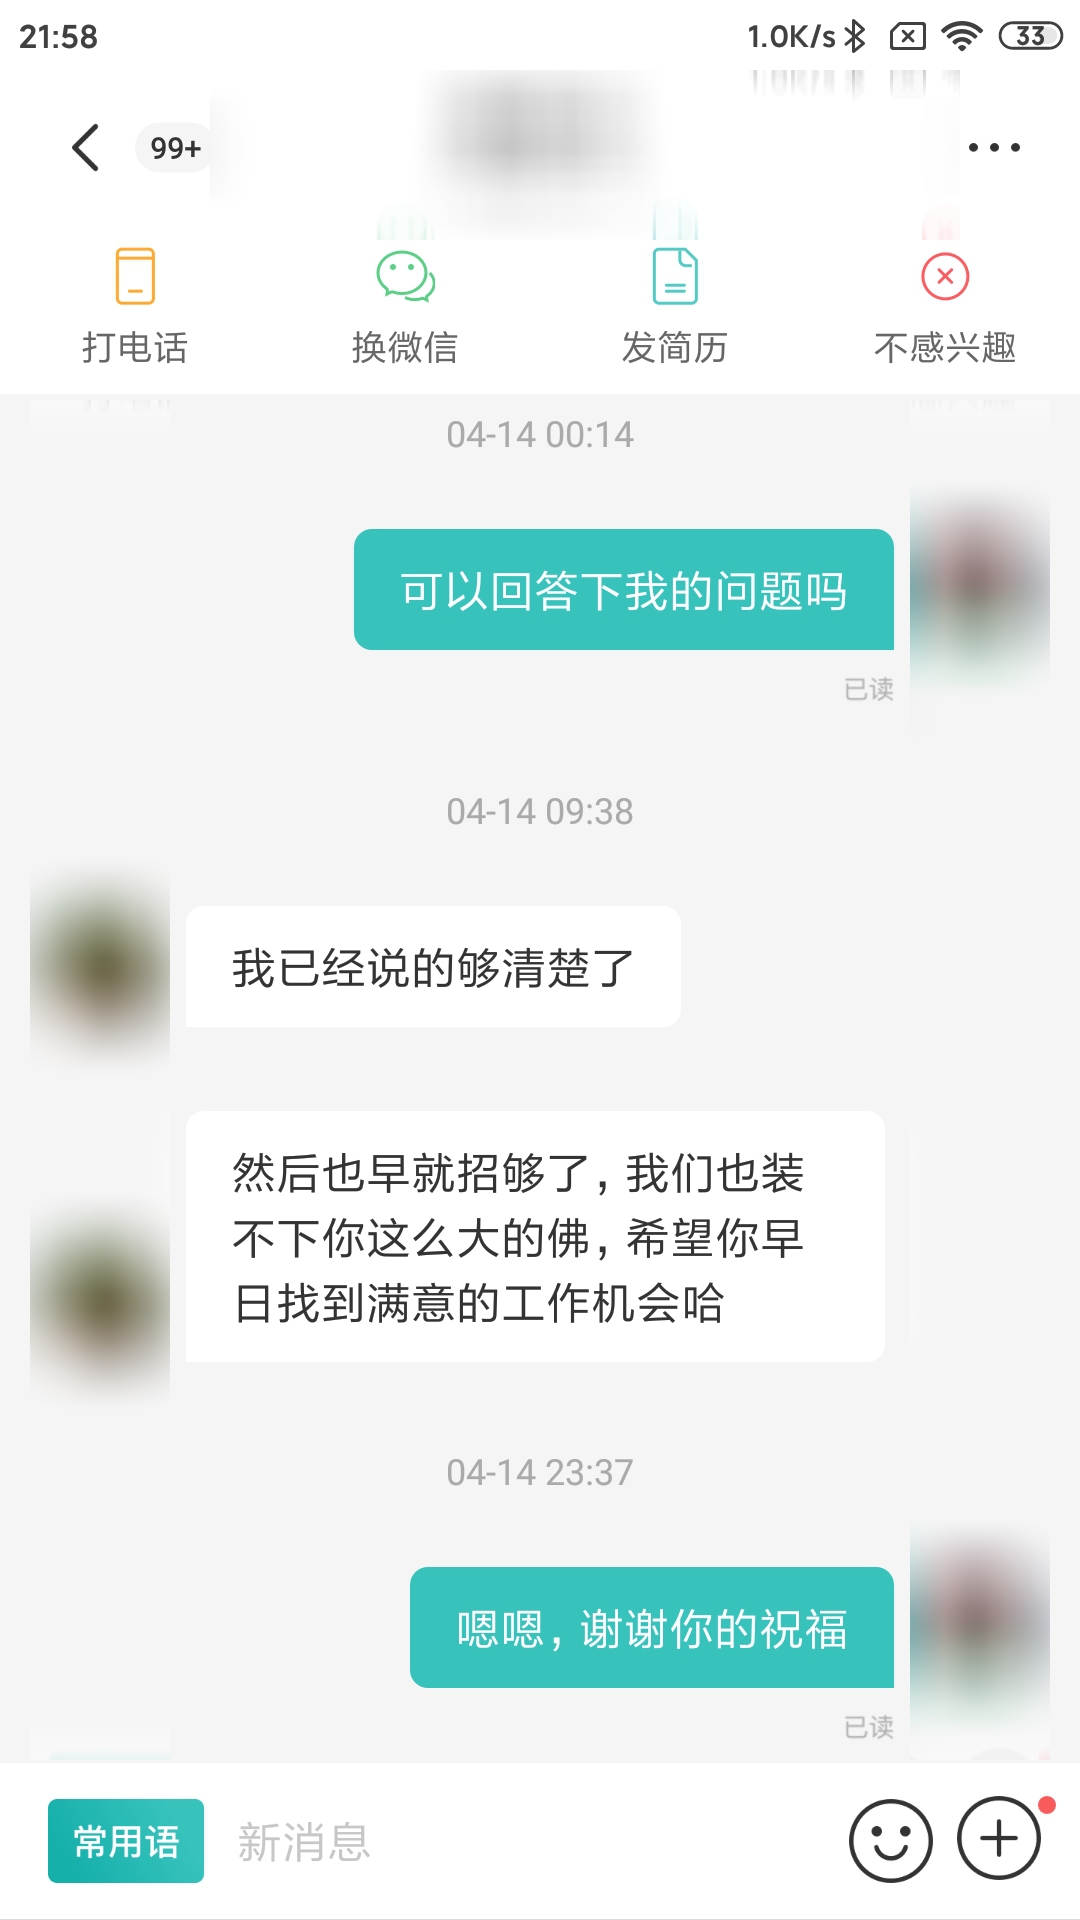 21:58
1.0K/s
33
99+
打电话
换微信
发简历
不感兴趣
04-14 00:14
可以回答下我的问题吗
已读
04-14 09:38
我已经说的够清楚了
然后也早就招够了，我们也装
不下你这么大的佛，希望你早
日找到满意的工作机会哈
04-14 23:37
嗯嗯，谢谢你的祝福
已读
常用语
新消息